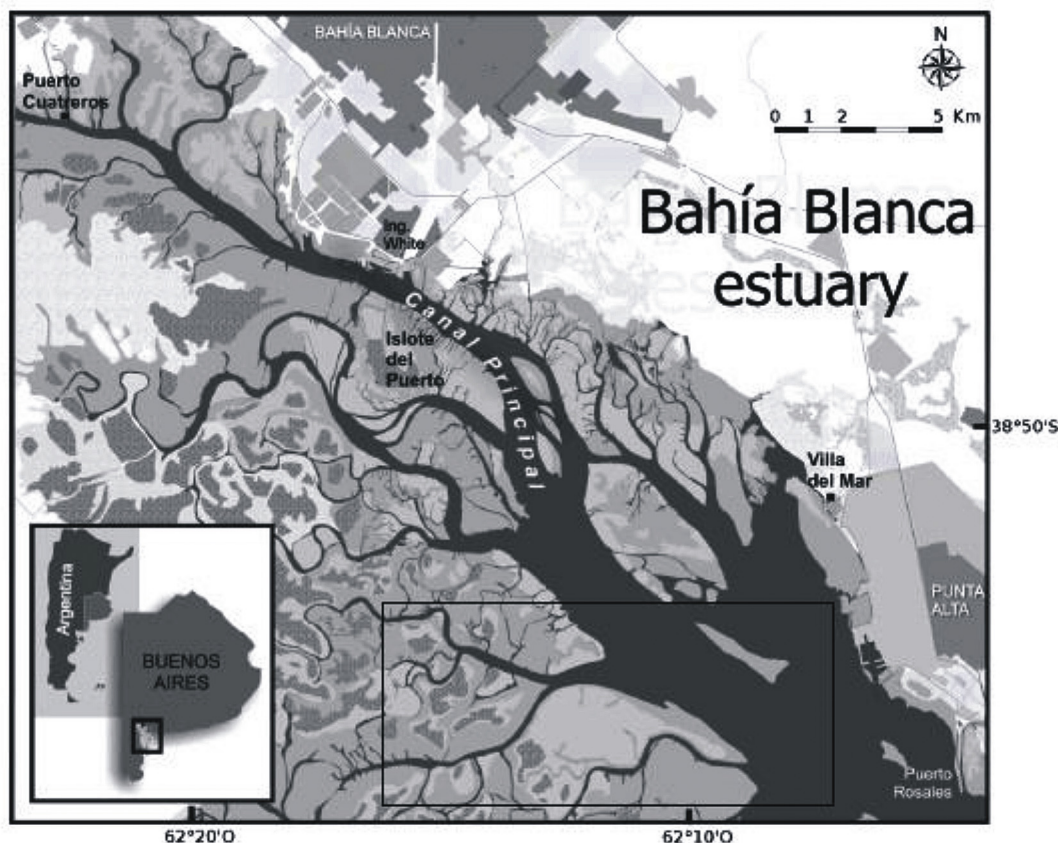 BAHÍA BLANCA
N
0 1 2 5 Km
Puerto
Cuatreros
Bahía Blanca
estuary
Ing.
White
Canal Principal
Islote
del
Puerto
38°50'S
Villa
del Mar
PUNTA
ALTA
Argentina
BUENOS
AIRES
Puerto
Rosales
62°20'O
62°10'O